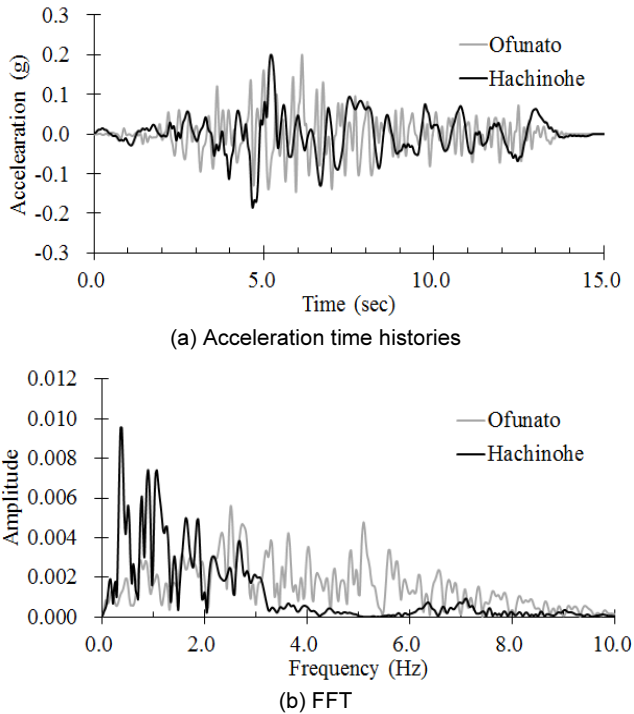 0.3
0.2
0.1
0.0
-0.1
-0.2
-0.3
Accelearation (g)
Ofunato
Hachinohe
0.0 5.0 10.0 15.0
Time (sec)
(a) Acceleration time histories
0.012
0.010
0.008
0.006
0.004
0.002
0.000
Amplitude
Ofunato
Hachinohe
0.0 2.0 4.0 6.0 8.0 10.0
Frequency (Hz)
(b) FFT